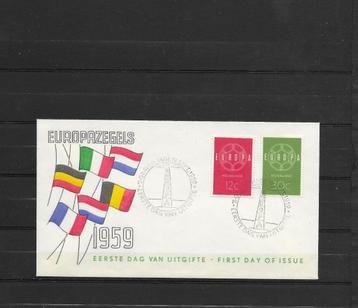 EUROPAZEGELS
1959
EUROPA
NEDERLAND
12c
EUROPA
NEDERLAND
30c
EERSTE DAG VAN UITGIFTE - FIRST DAY OF ISSUE